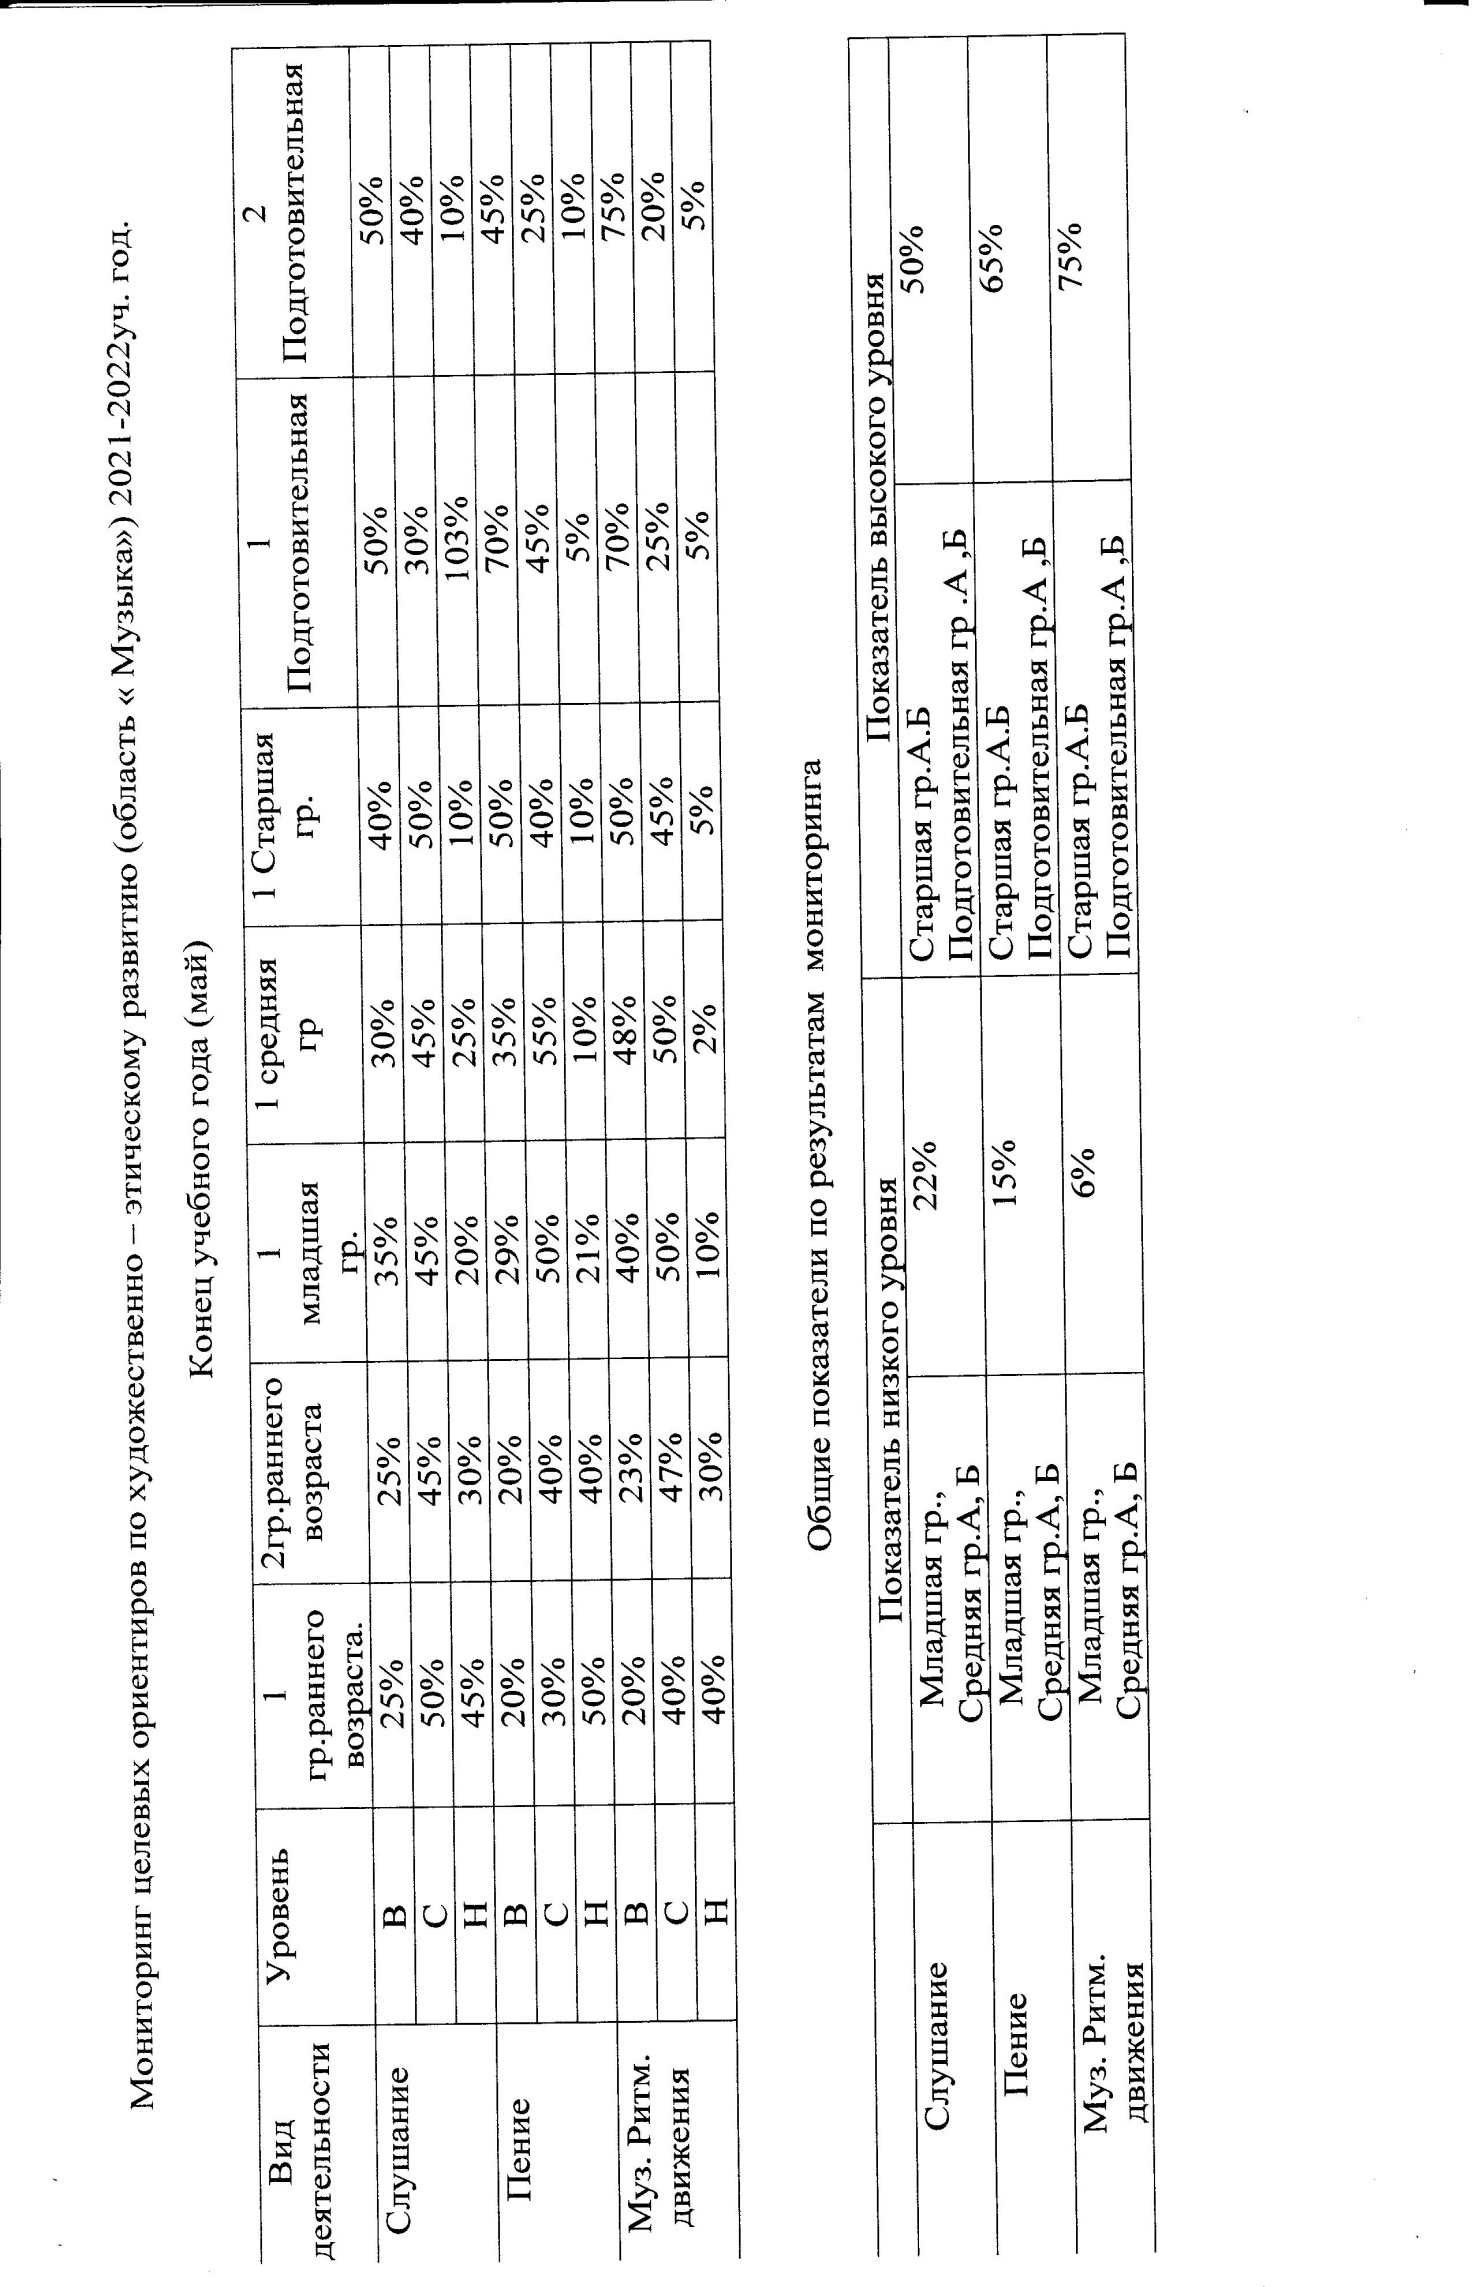 Мониторинг целевых ориентиров по художественно – этическому развитию (область « Музыка») 2021-2022уч. год.
Конец учебного года (май)
Вид деятельности Уровень 1 гр.раннего возраста. 2гр.раннего возраста 1 младшая гр. 1 средняя гр 1 Старшая гр. 1 Подготовительная 2 Подготовительная
Слушание В 25% 25% 35% 30% 40% 50% 50%
С 50% 45% 45% 45% 50% 30% 40%
Н 45% 30% 20% 25% 10% 103% 10%
Пение В 20% 20% 29% 35% 50% 70% 45%
С 30% 40% 50% 55% 40% 45% 25%
Н 50% 40% 21% 10% 10% 5% 10%
Муз. Ритм. В 20% 23% 40% 48% 50% 70% 75%
движения С 40% 47% 50% 50% 45% 25% 20%
Н 40% 30% 10% 2% 5% 5% 5%
Общие показатели по результатам мониторинга
Показатель низкого уровня Показатель высокого уровня
Слушание Младшая гр., 22% Старшая гр.А.Б 50%
Средняя гр.А, Б Подготовительная гр .А ,Б
Пение Младшая гр., 15% Старшая гр.А.Б 65%
Средняя гр.А, Б Подготовительная гр.А ,Б
Муз. Ритм. Младшая гр., 6% Старшая гр.А.Б 75%
движения Средняя гр.А, Б Подготовительная гр.А ,Б